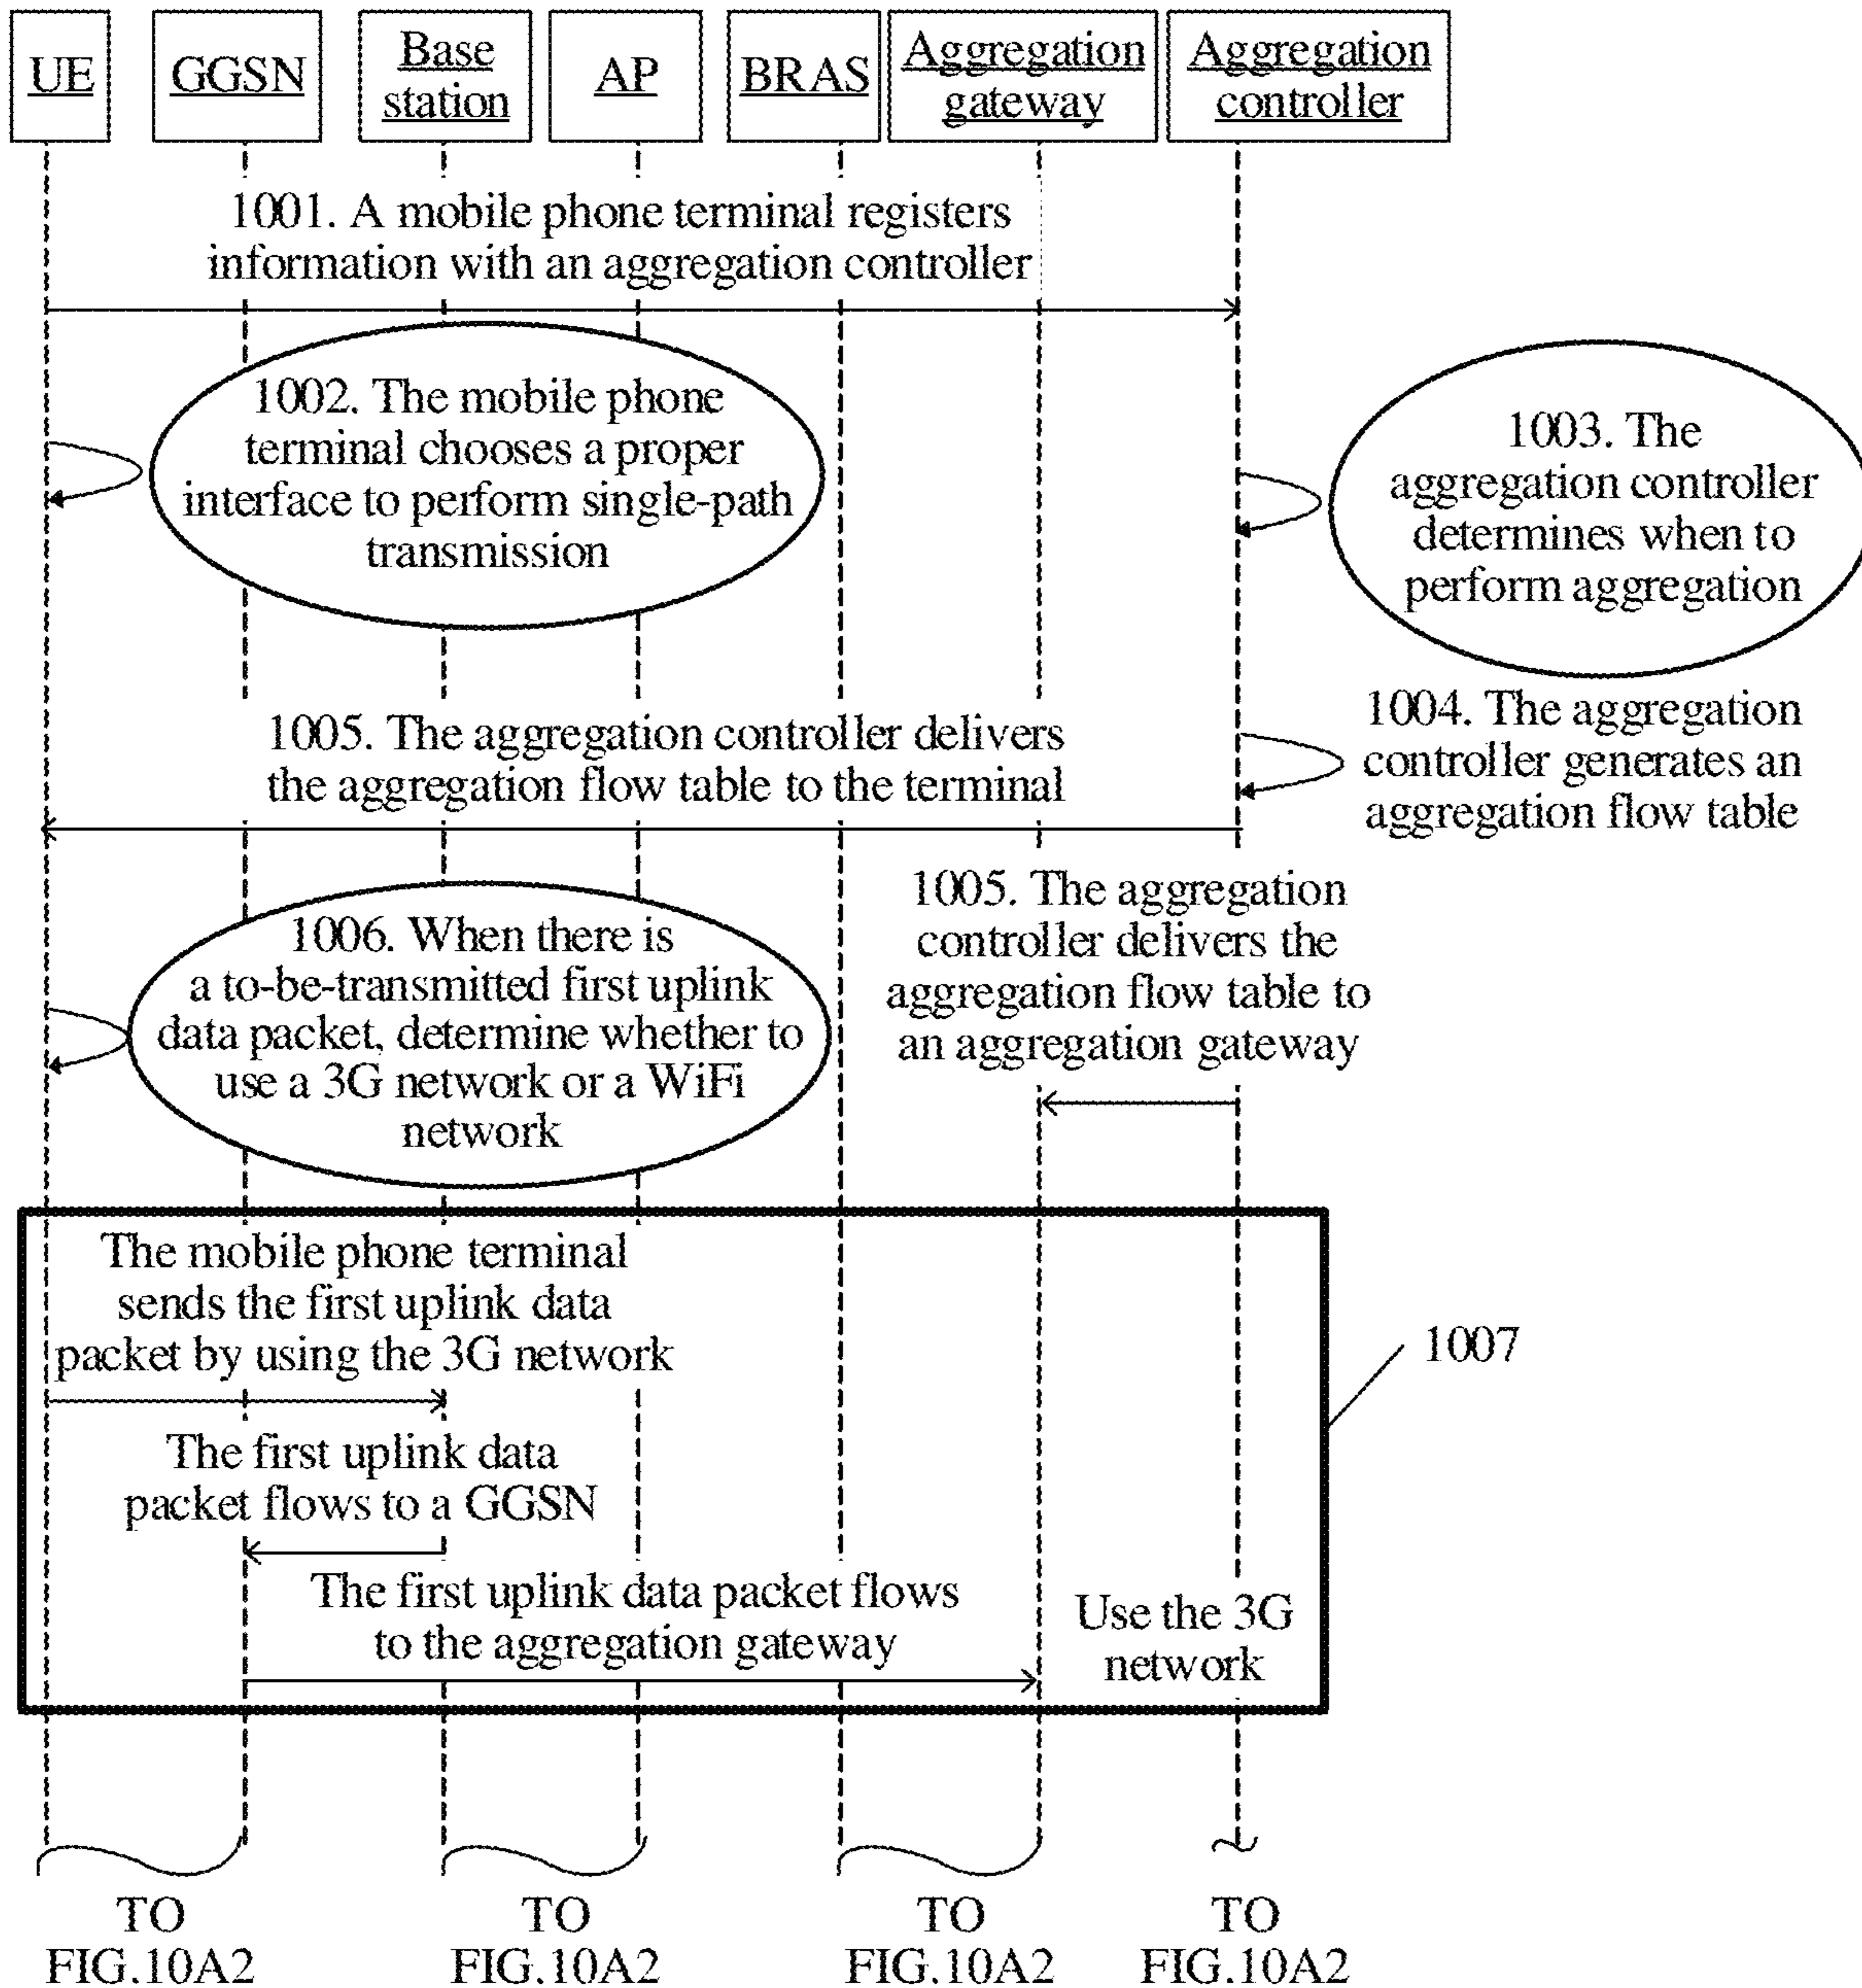 UE
GGSN
Base
station
AP
BRAS
Aggregation
gateway
Aggregation
controller
1001. A mobile phone terminal registers
information with an aggregation controller
1002. The mobile phone
terminal chooses a proper
interface to perform single-path
transmission
1003. The
aggregation controller
determines when to
perform aggregation
1004. The aggregation
controller generates an
aggregation flow table
1005. The aggregation controller delivers
the aggregation flow table to the terminal
1005. The aggregation
controller delivers the
aggregation flow table to
an aggregation gateway
1006. When there is
a to-be-transmitted first uplink
data packet, determine whether to
use a 3G network or a WiFi
network
The mobile phone terminal
sends the first uplink data
packet by using the 3G network
1007
The first uplink data
packet flows to a GGSN
The first uplink data packet flows
to the aggregation gateway
Use the 3G
network
TO
FIG.10A2
TO
FIG.10A2
TO
FIG.10A2
TO
FIG.10A2